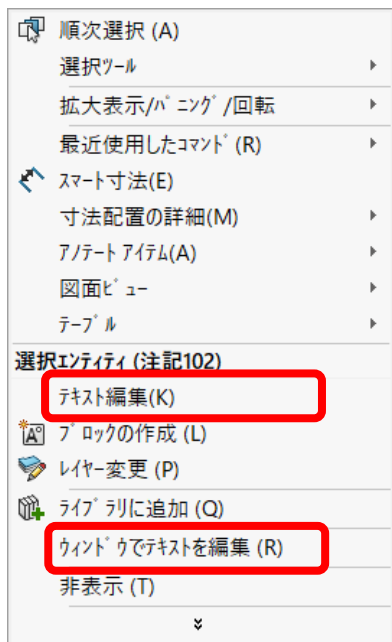 順次選択 (A)
選択ﾂｰﾙ
拡大表示/ﾊﾟﾆﾝｸﾞ/回転
最近使用したｺﾏﾝﾄﾞ(R)
ｽﾏｰﾄ寸法(E)
寸法配置の詳細(M)
ｱﾉﾃｰﾄ ｱｲﾃﾑ(A)
図面ﾋﾞｭｰ
ﾃｰﾌﾞﾙ
選択ｴﾝﾃｨﾃｨ (注記102)
ﾃｷｽﾄ編集(K)
ﾌﾞﾛｯｸの作成 (L)
ﾚｲﾔｰ変更 (P)
ﾗｲﾌﾞﾗﾘに追加 (Q)
ｳｨﾝﾄﾞｳでﾃｷｽﾄを編集 (R)
非表示 (T)